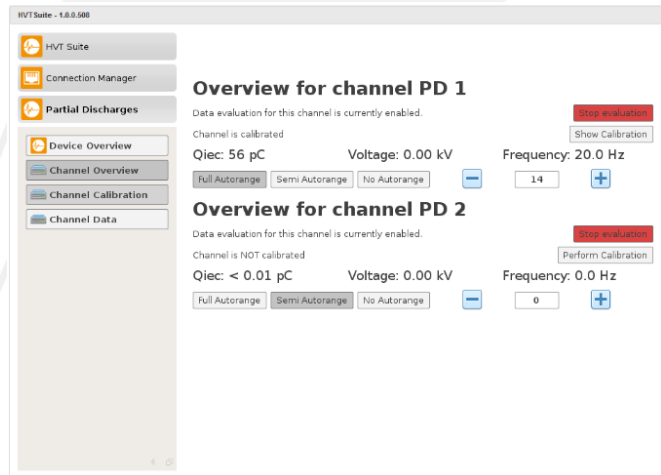 HVTSuite - 1.0.0.508
HVT Suite
Connection Manager
Partial Discharges
Device Overview
Channel Overview
Channel Calibration
Channel Data
Overview for channel PD 1
Data evaluation for this channel is currently enabled.
Stop evaluation
Channel is calibrated
Show Calibration
Qiec: 56 pC Voltage: 0.00 kV Frequency: 20.0 Hz
Full Autorange Semi Autorange No Autorange 14
Overview for channel PD 2
Data evaluation for this channel is currently enabled.
Stop evaluation
Channel is NOT calibrated
Perform Calibration
Qiec: < 0.01 pC Voltage: 0.00 kV Frequency: 0.0 Hz
Full Autorange Semi Autorange No Autorange 0